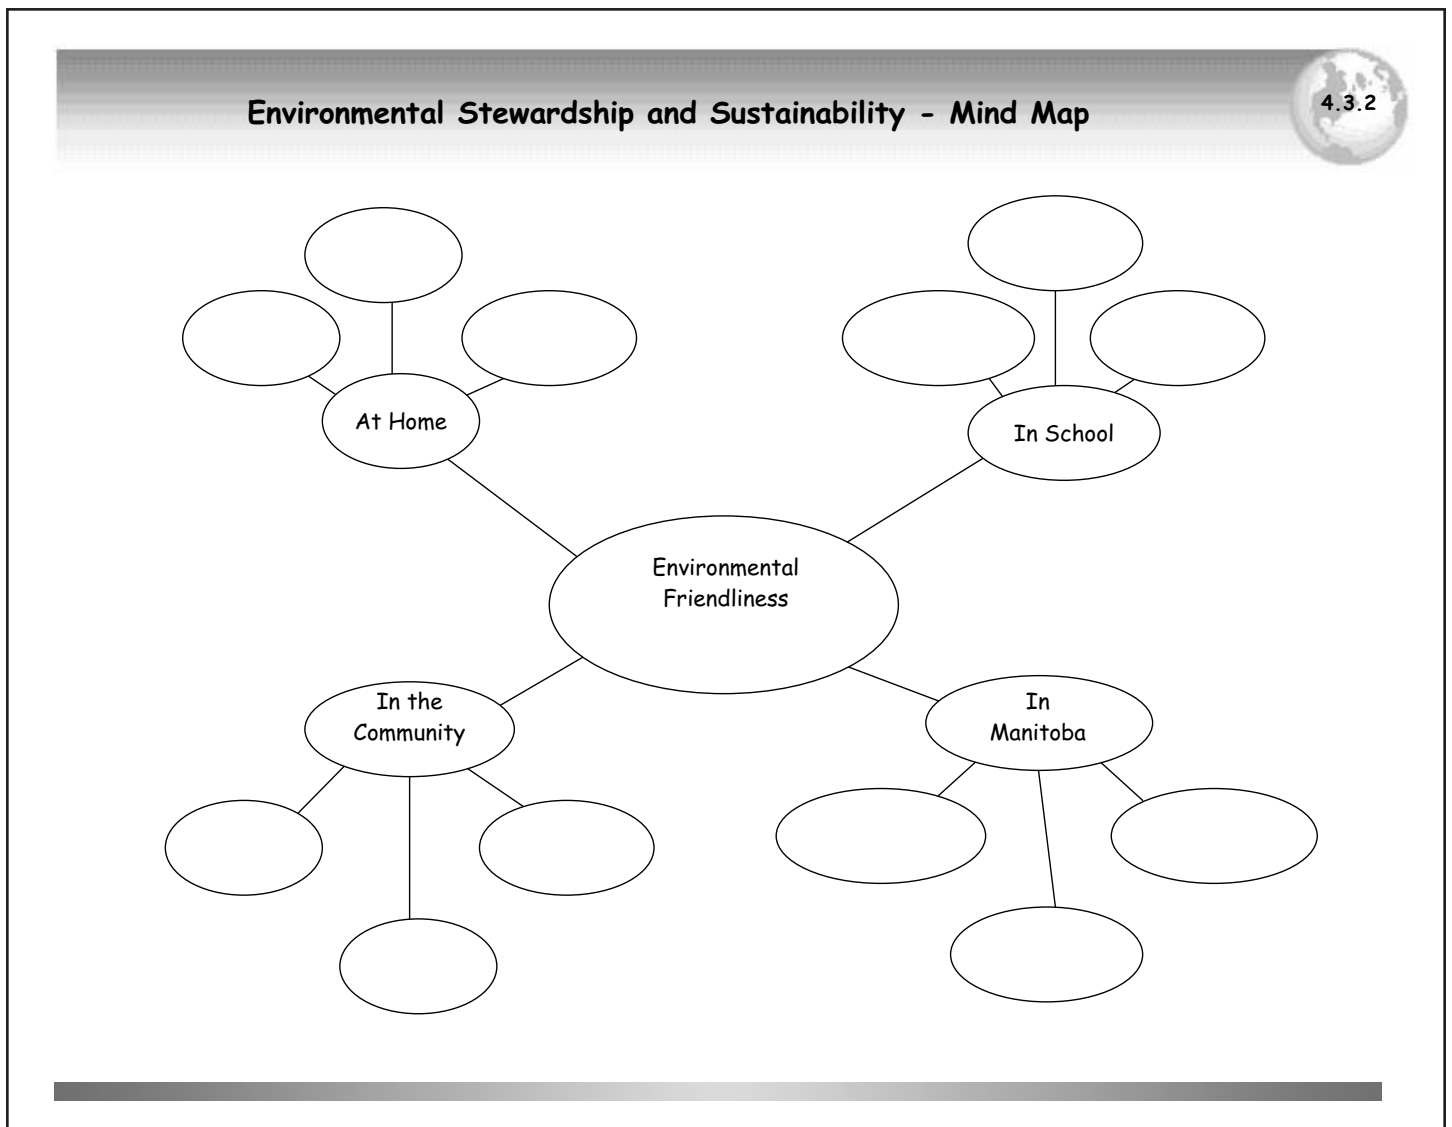 Environmental Stewardship and Sustainability - Mind Map
4.3.2
At Home
In School
Environmental
Friendliness
In the
Community
In
Manitoba